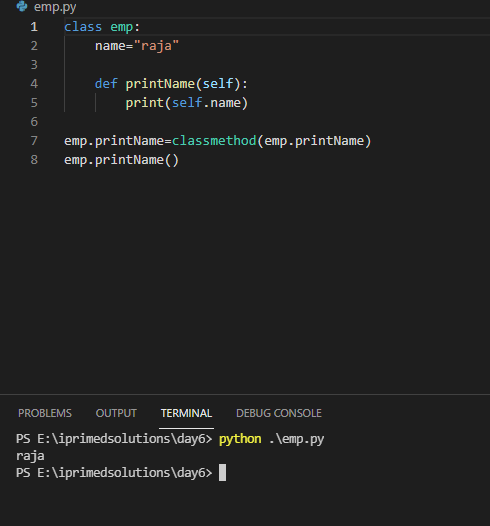 emp.py
1 class emp:
2     name="raja"
3
4     def printName(self):
5         print(self.name)
6
7 emp.printName=classmethod(emp.printName)
8 emp.printName()
PROBLEMS OUTPUT TERMINAL DEBUG CONSOLE
PS E:\iprimedsolutions\day6> python .\emp.py
raja
PS E:\iprimedsolutions\day6>